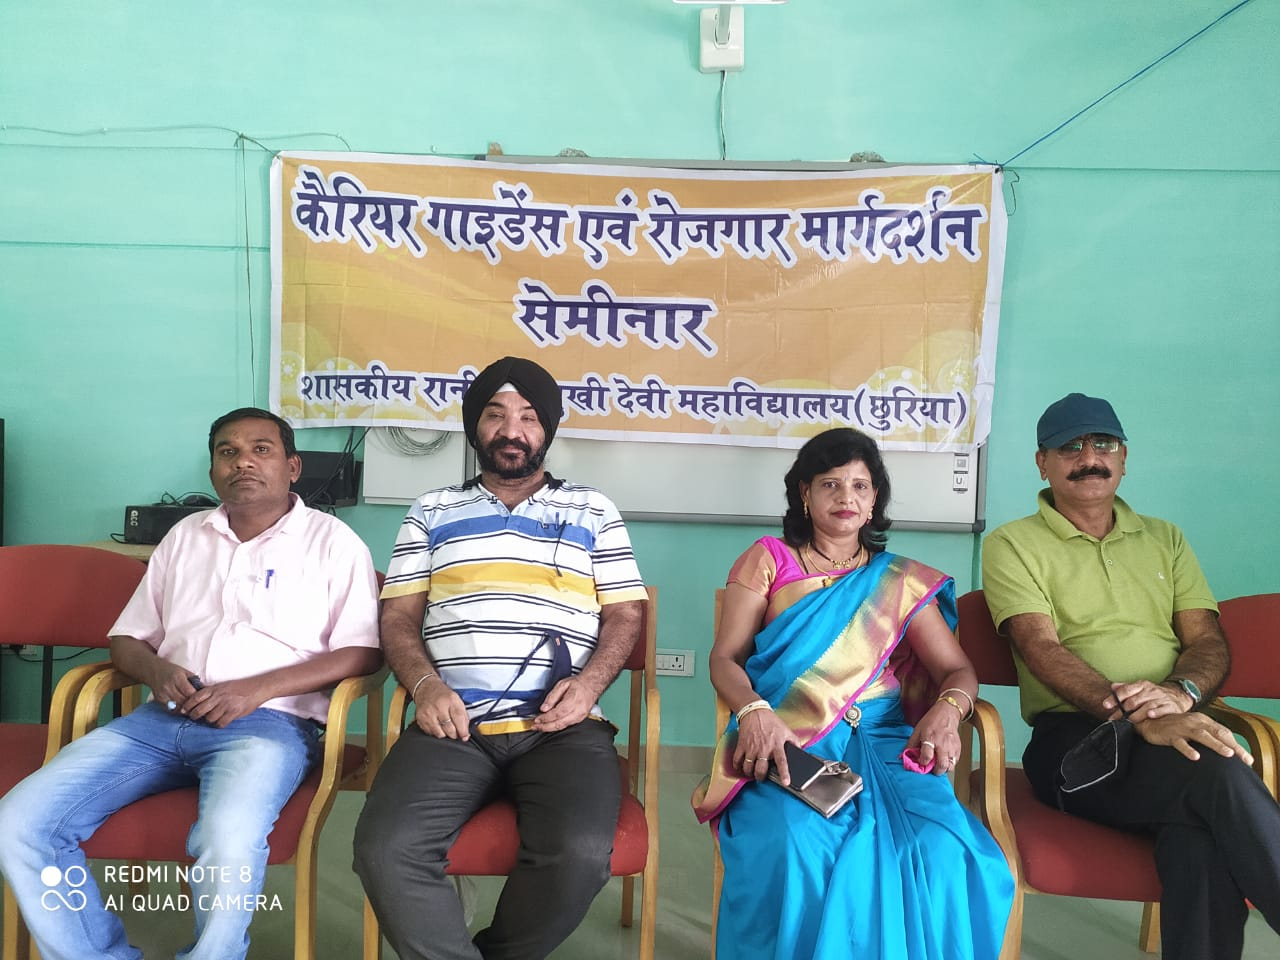 कैरियर गाइडेंस एवं रोजगार मार्गदर्शन
सेमीनार
शासकीय रानी देवी महाविद्यालय (छुरिया)
REDMI NOTE 8
AI QUAD CAMERA